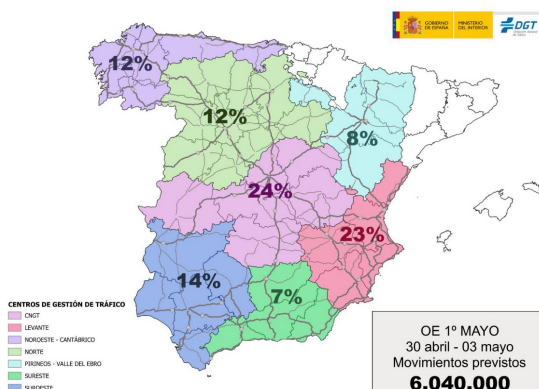 GOBIERNO
DE ESPAÑA
MINISTERIO
DEL INTERIOR
DGT
12%
12%
8%
24%
23%
14%
7%
CENTROS DE GESTIÓN DE TRÁFICO
CNGT
LEVANTE
NOROESTE - CANTÁBRICO
NORTE
PIRINEOS - VALLE DEL EBRO
SURESTE
SUROESTE
OE 1º MAYO
30 abril - 03 mayo
Movimientos previstos
6.040.000